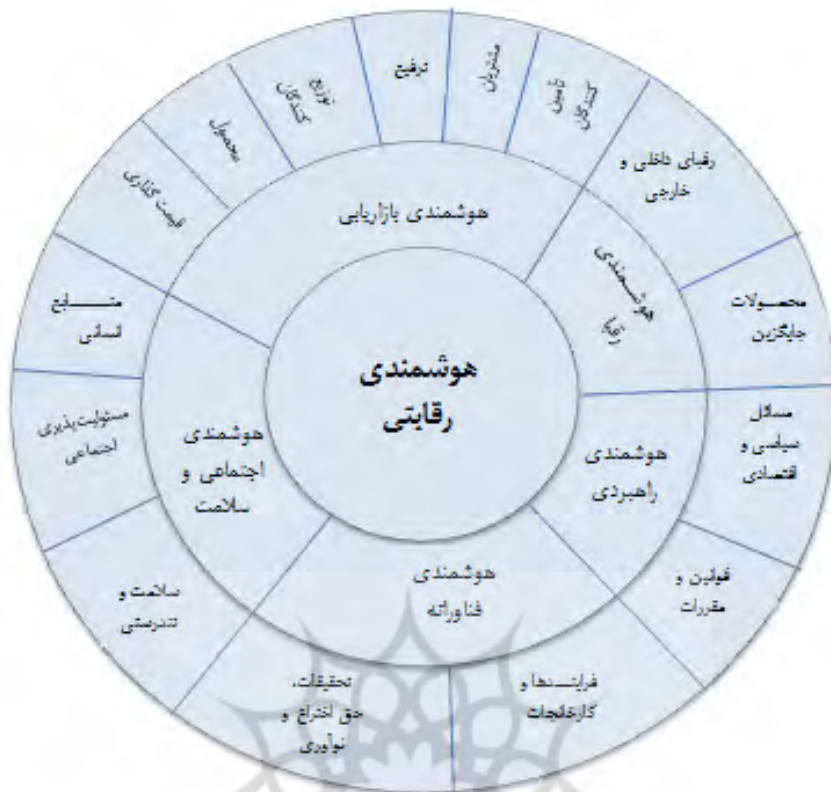 هوشمندی
رقابتی
هوشمندی بازاریابی
هوشمندی
رقبا
هوشمندی
راهبردی
هوشمندی
فناورانه
هوشمندی
اجتماعی و
سلامت
تامین
کنندگان
مشتریان
ترفیع
توزیع
کنندگان
محصول
قیمت گذاری
رقبای داخلی و
خارجی
محصولات
جایگزین
مسائل
سیاسی و
اقتصادی
قوانین و
مقررات
فرایندها و
کارخانجات
تحقیقات،
حق اختراع و
نوآوری
سلامت و
تندرستی
مسئولیت‌پذیری
اجتماعی
منابع
انسانی